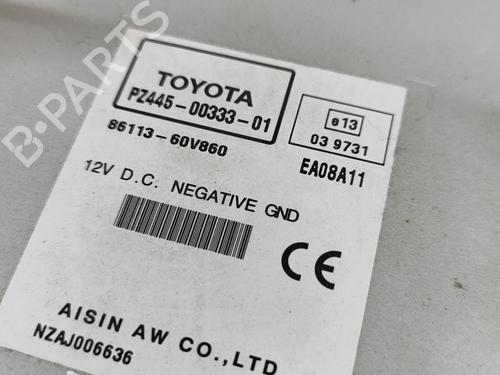 TOYOTA
PZ445-00333-01
86113-60V860
e13
03 9731
EA08A11
12V D.C. NEGATIVE GND
CE
AISIN AW CO.,LTD
NZAJ006636
B-PARTS